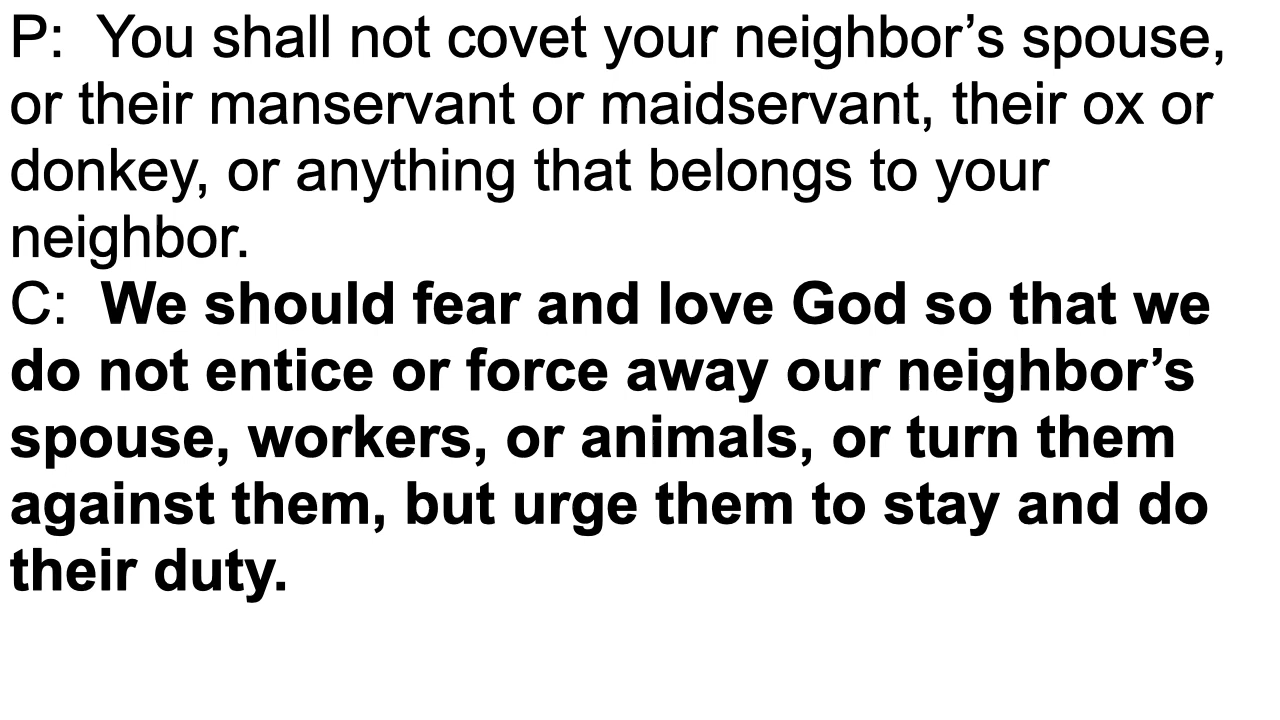 P:  You shall not covet your neighbor’s spouse,
or their manservant or maidservant, their ox or
donkey, or anything that belongs to your
neighbor.
C:  We should fear and love God so that we
do not entice or force away our neighbor’s
spouse, workers, or animals, or turn them
against them, but urge them to stay and do
their duty.